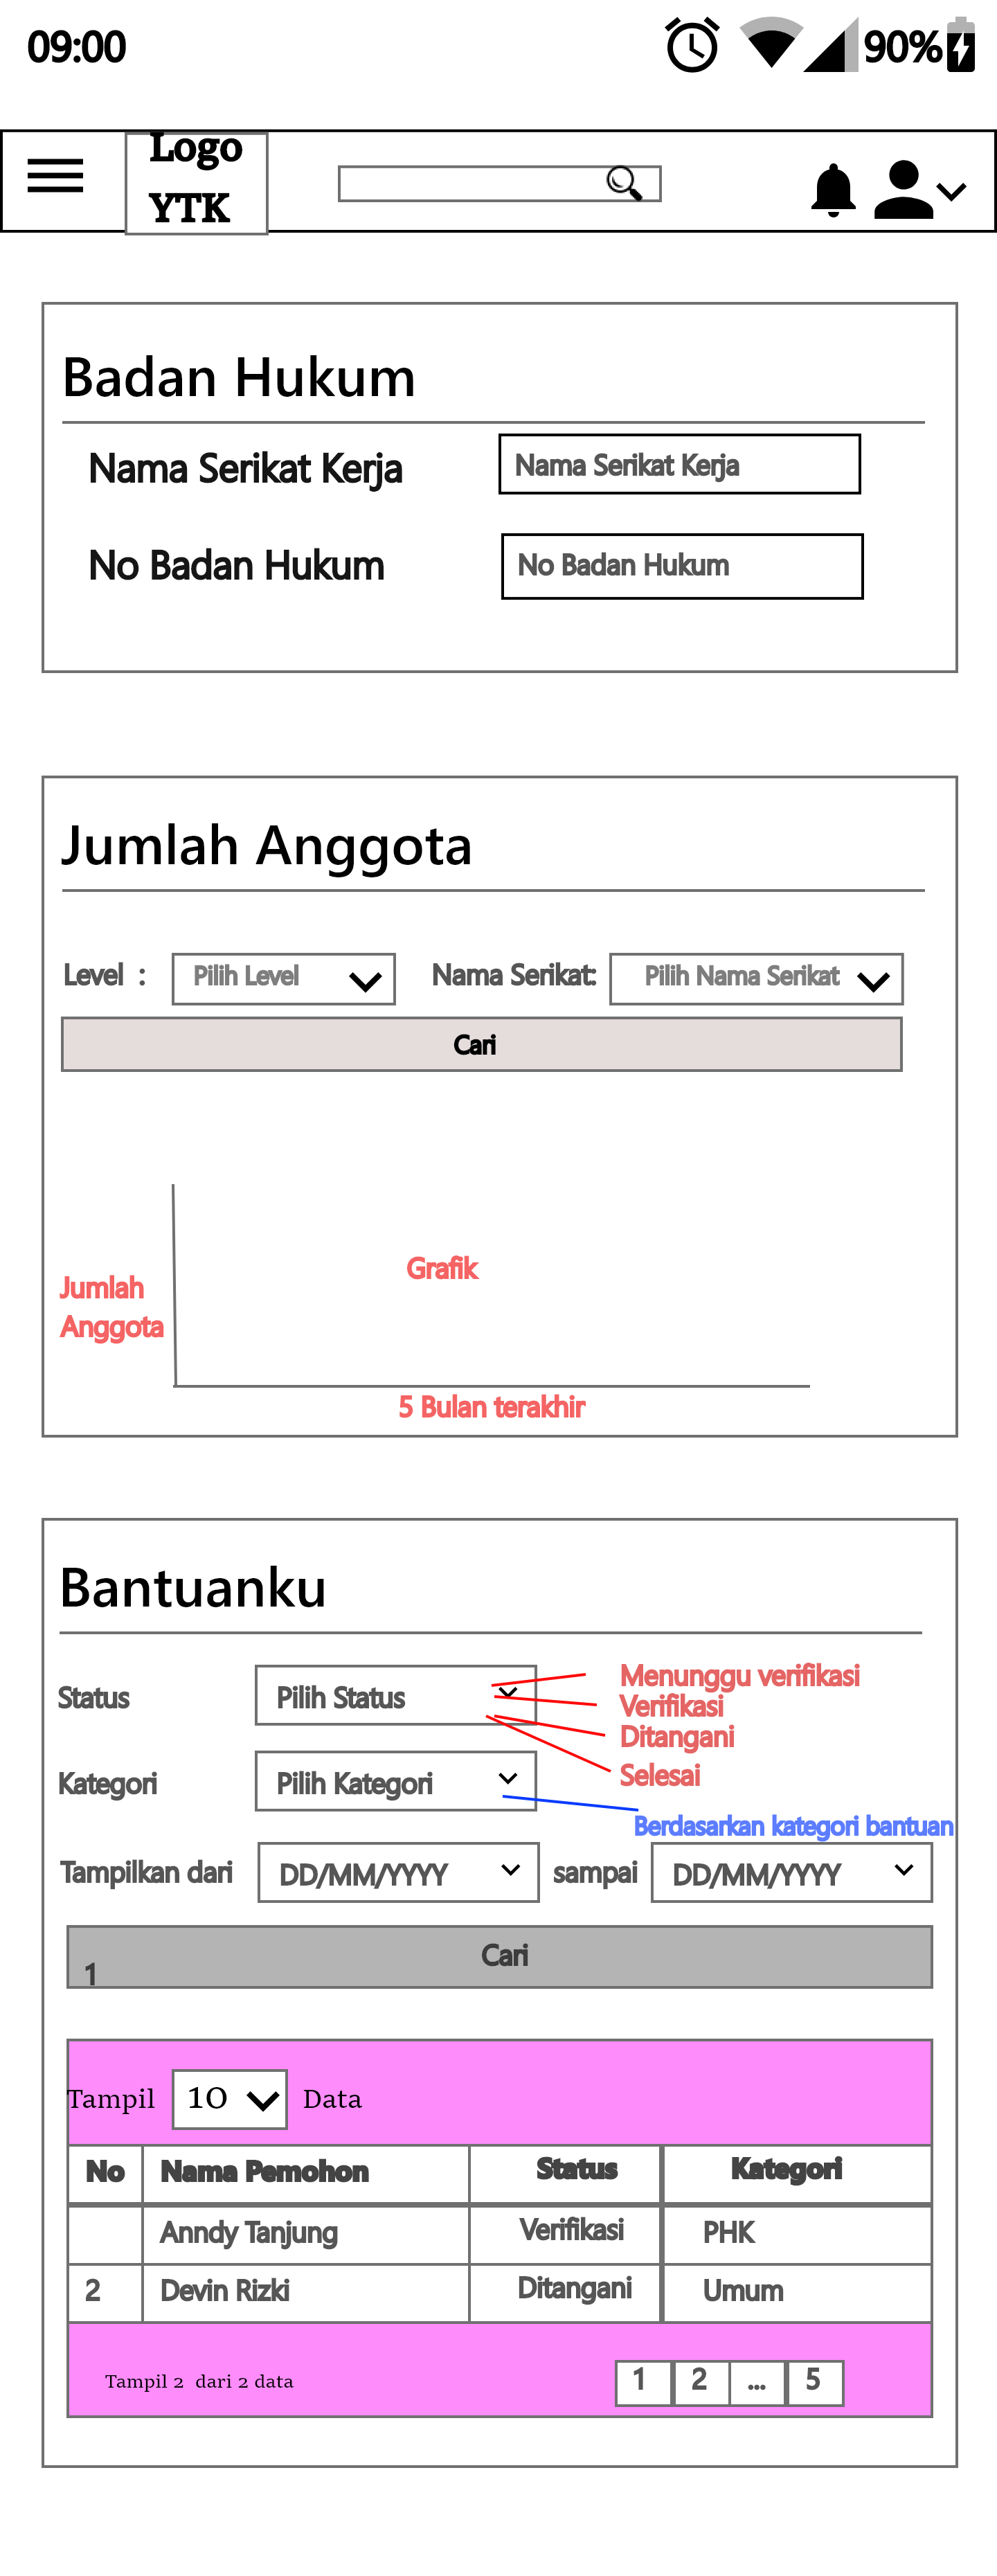 09:00 90%
Logo
YTK
Badan Hukum
Nama Serikat Kerja Nama Serikat Kerja
No Badan Hukum No Badan Hukum
Jumlah Anggota
Level : Pilih Level Nama Serikat: Pilih Nama Serikat
Cari
Grafik
Jumlah
Anggota
5 Bulan terakhir
Bantuanku
Status Pilih Status
Menunggu verifikasi
Verifikasi
Ditangani
Selesai
Kategori Pilih Kategori
Berdasarkan kategori bantuan
Tampilkan dari DD/MM/YYYY sampai DD/MM/YYYY
Cari
1
Tampil 10 Data
No Nama Pemohon Status Kategori
Anndy Tanjung Verifikasi PHK
2 Devin Rizki Ditangani Umum
Tampil 2 dari 2 data 1 2 ... 5